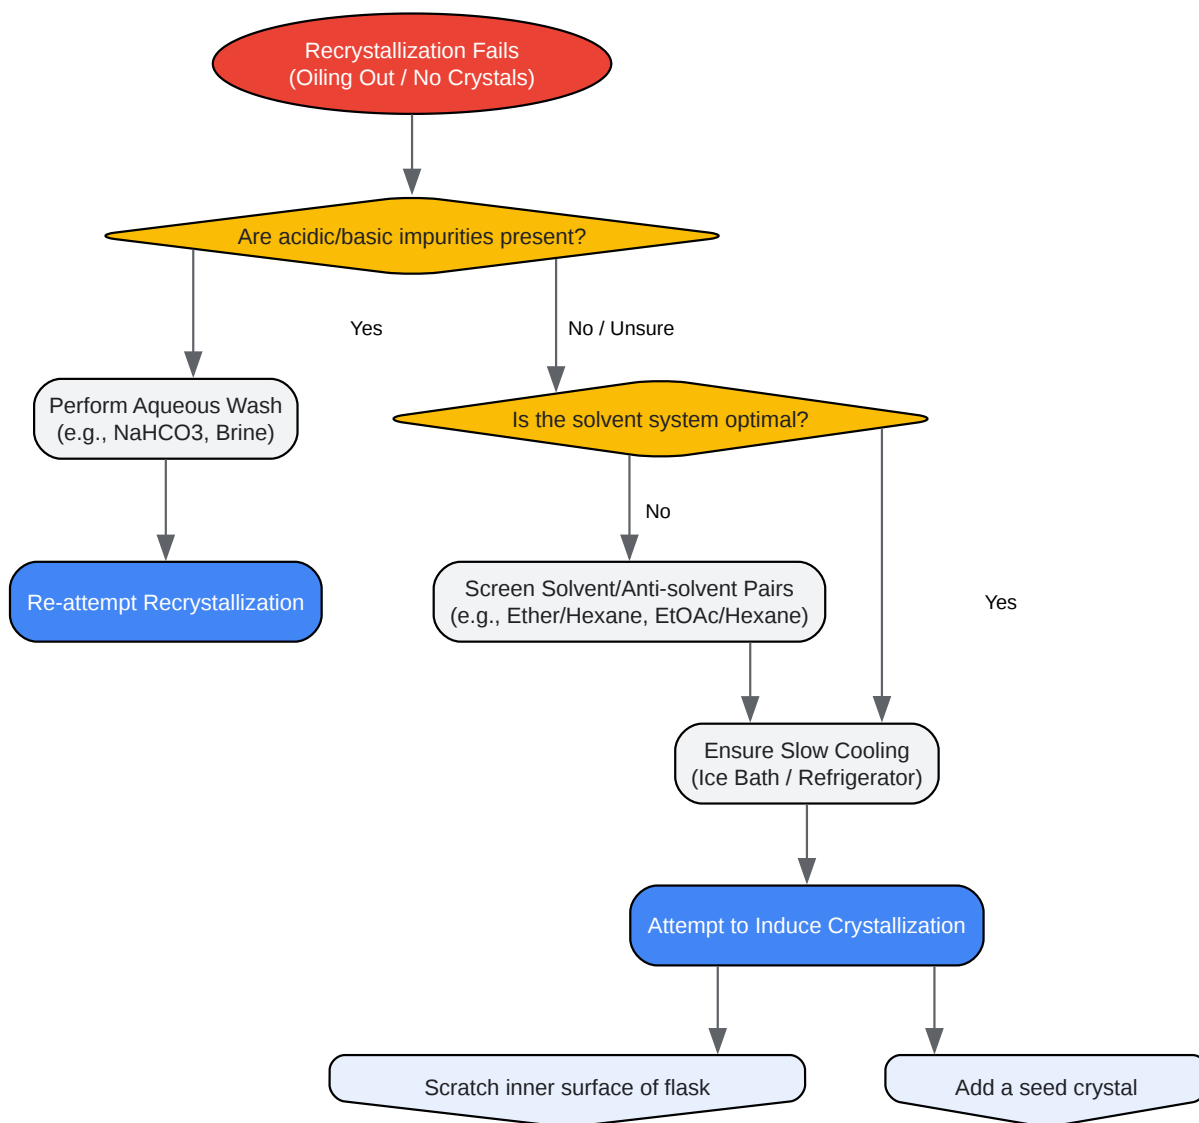 Recrystallization Fails
(Oiling Out / No Crystals)
Are acidic/basic impurities present?
Yes
No / Unsure
Perform Aqueous Wash
(e.g., NaHCO3, Brine)
Is the solvent system optimal?
No
Re-attempt Recrystallization
Screen Solvent/Anti-solvent Pairs
(e.g., Ether/Hexane, EtOAc/Hexane)
Yes
Ensure Slow Cooling
(Ice Bath / Refrigerator)
Attempt to Induce Crystallization
Scratch inner surface of flask
Add a seed crystal